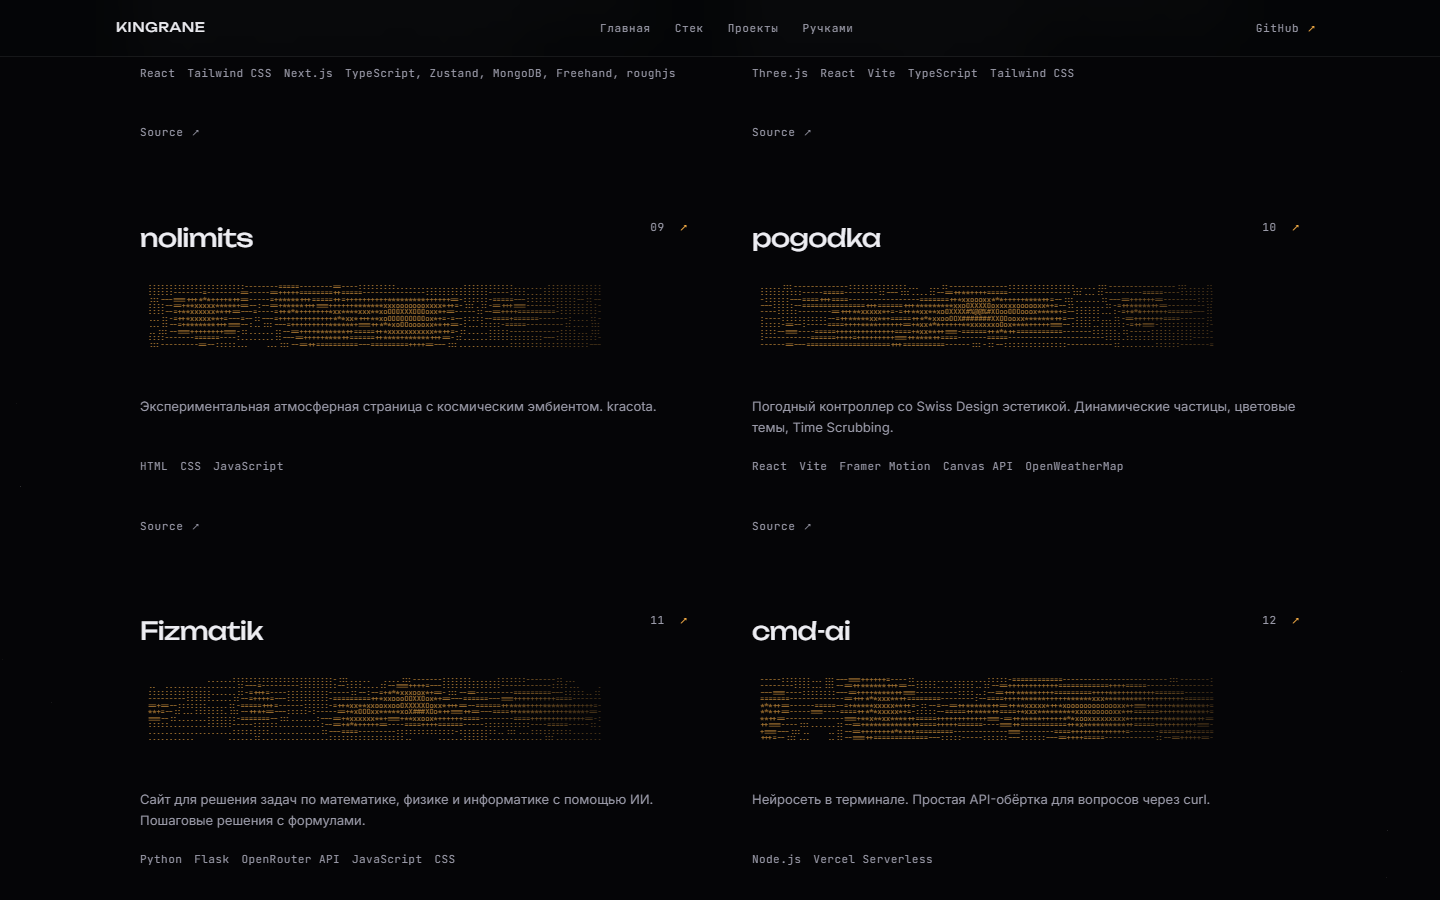 KINGRANE
Главная Стек Проекты Ручками
GitHub ↗
React Tailwind CSS Next.js TypeScript, Zustand, MongoDB, Freehand, roughjs
Three.js React Vite TypeScript Tailwind CSS
Source ↗
Source ↗
nolimits
09 ↗
pogodka
10 ↗
Экспериментальная атмосферная страница с космическим эмбиентом. kracota.
Погодный контроллер со Swiss Design эстетикой. Динамические частицы, цветовые
темы, Time Scrubbing.
HTML CSS JavaScript
React Vite Framer Motion Canvas API OpenWeatherMap
Source ↗
Source ↗
Fizmatik
11 ↗
cmd-ai
12 ↗
Сайт для решения задач по математике, физике и информатике с помощью ИИ.
Пошаговые решения с формулами.
Нейросеть в терминале. Простая API-обёртка для вопросов через curl.
Python Flask OpenRouter API JavaScript CSS
Node.js Vercel Serverless